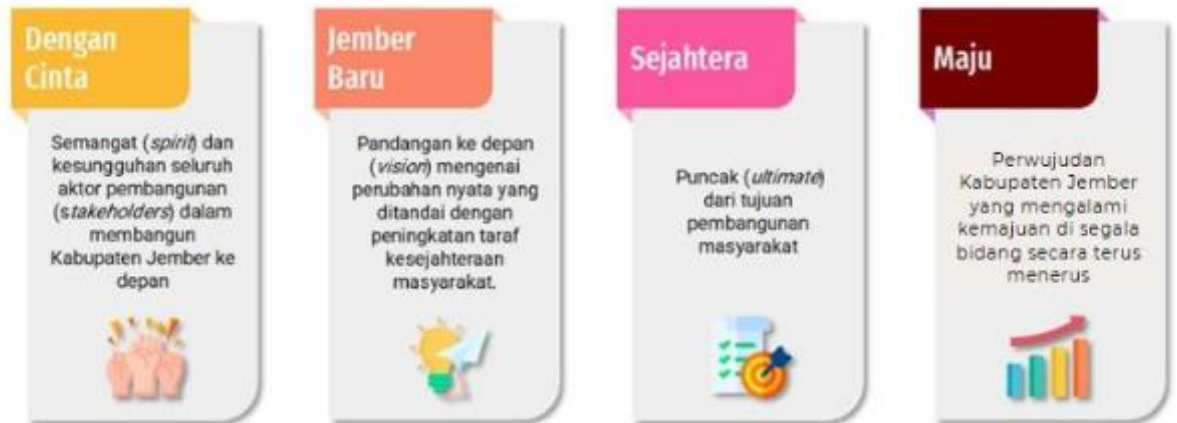 Dengan
Cinta
Semangat (spirit) dan
kesungguhan seluruh
aktor pembangunan
(stakeholders) dalam
membangun
Kabupaten Jember ke
depan
Jember
Baru
Pandangan ke depan
(vision) mengenai
perubahan nyata yang
ditandai dengan
peningkatan taraf
kesejahteraan
masyarakat.
Sejahtera
Puncak (ultimate)
dari tujuan
pembangunan
masyarakat
Maju
Perwujudan
Kabupaten Jember
yang mengalami
kemajuan di segala
bidang secara terus
menerus